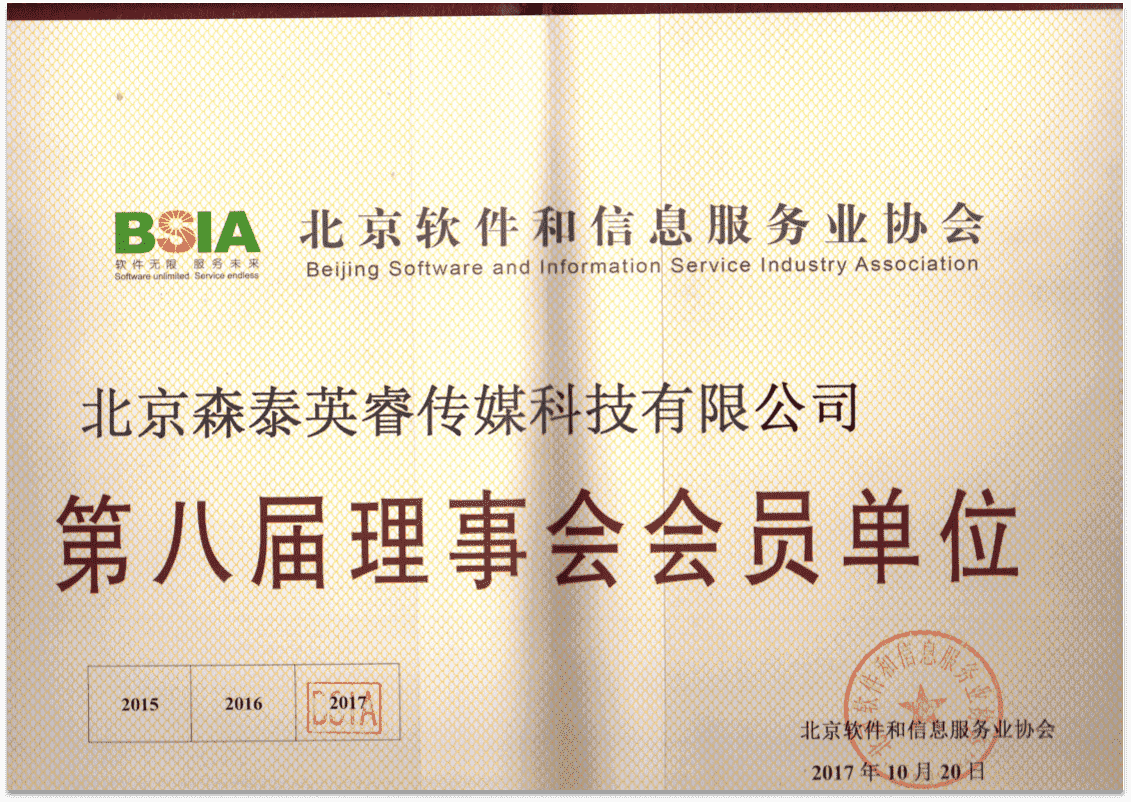 BSIA
软件无限 服务未来
Software unlimited Service endless
北京软件和信息服务业协会
Beijing Software and Information Service Industry Association
北京森泰英睿传媒科技有限公司
第八届理事会会员单位
2015 2016 2017
BSIA
北京软件和信息服务业协会
北京软件和信息服务业协会
2017年10月20日